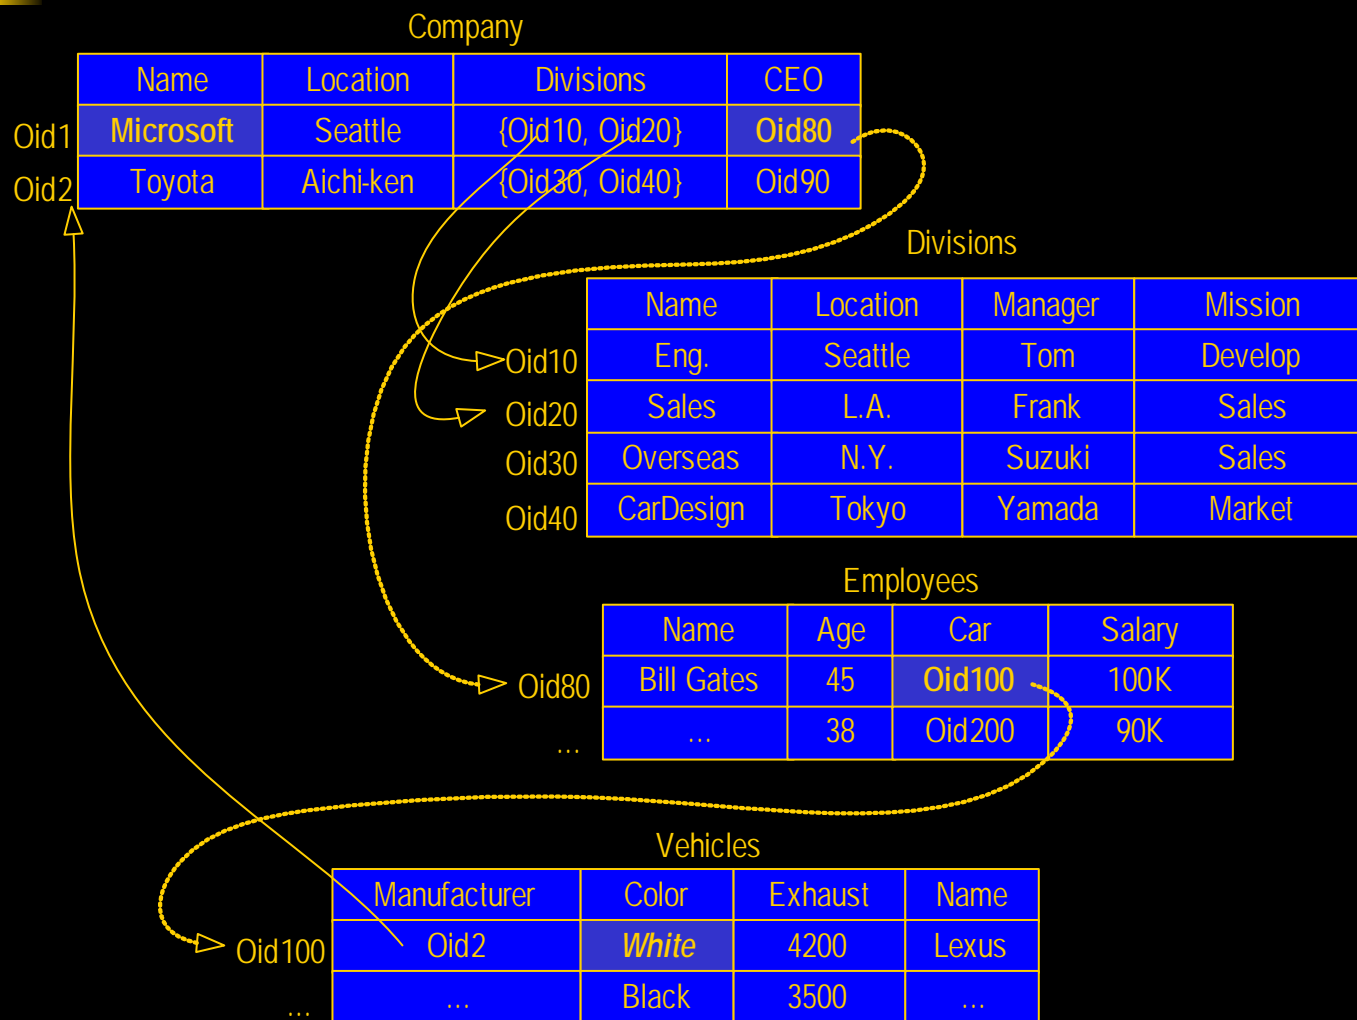 Company
Name Location Divisions CEO
Oid1 Microsoft Seattle {Oid10, Oid20} Oid80
Oid2 Toyota Aichi-ken {Oid30, Oid40} Oid90
Divisions
Name Location Manager Mission
Oid10 Eng. Seattle Tom Develop
Oid20 Sales L.A. Frank Sales
Oid30 Overseas N.Y. Suzuki Sales
Oid40 CarDesign Tokyo Yamada Market
Employees
Name Age Car Salary
Oid80 Bill Gates 45 Oid100 100K
... ... 38 Oid200 90K
Vehicles
Manufacturer Color Exhaust Name
Oid100 Oid2 White 4200 Lexus
... ... Black 3500 ...